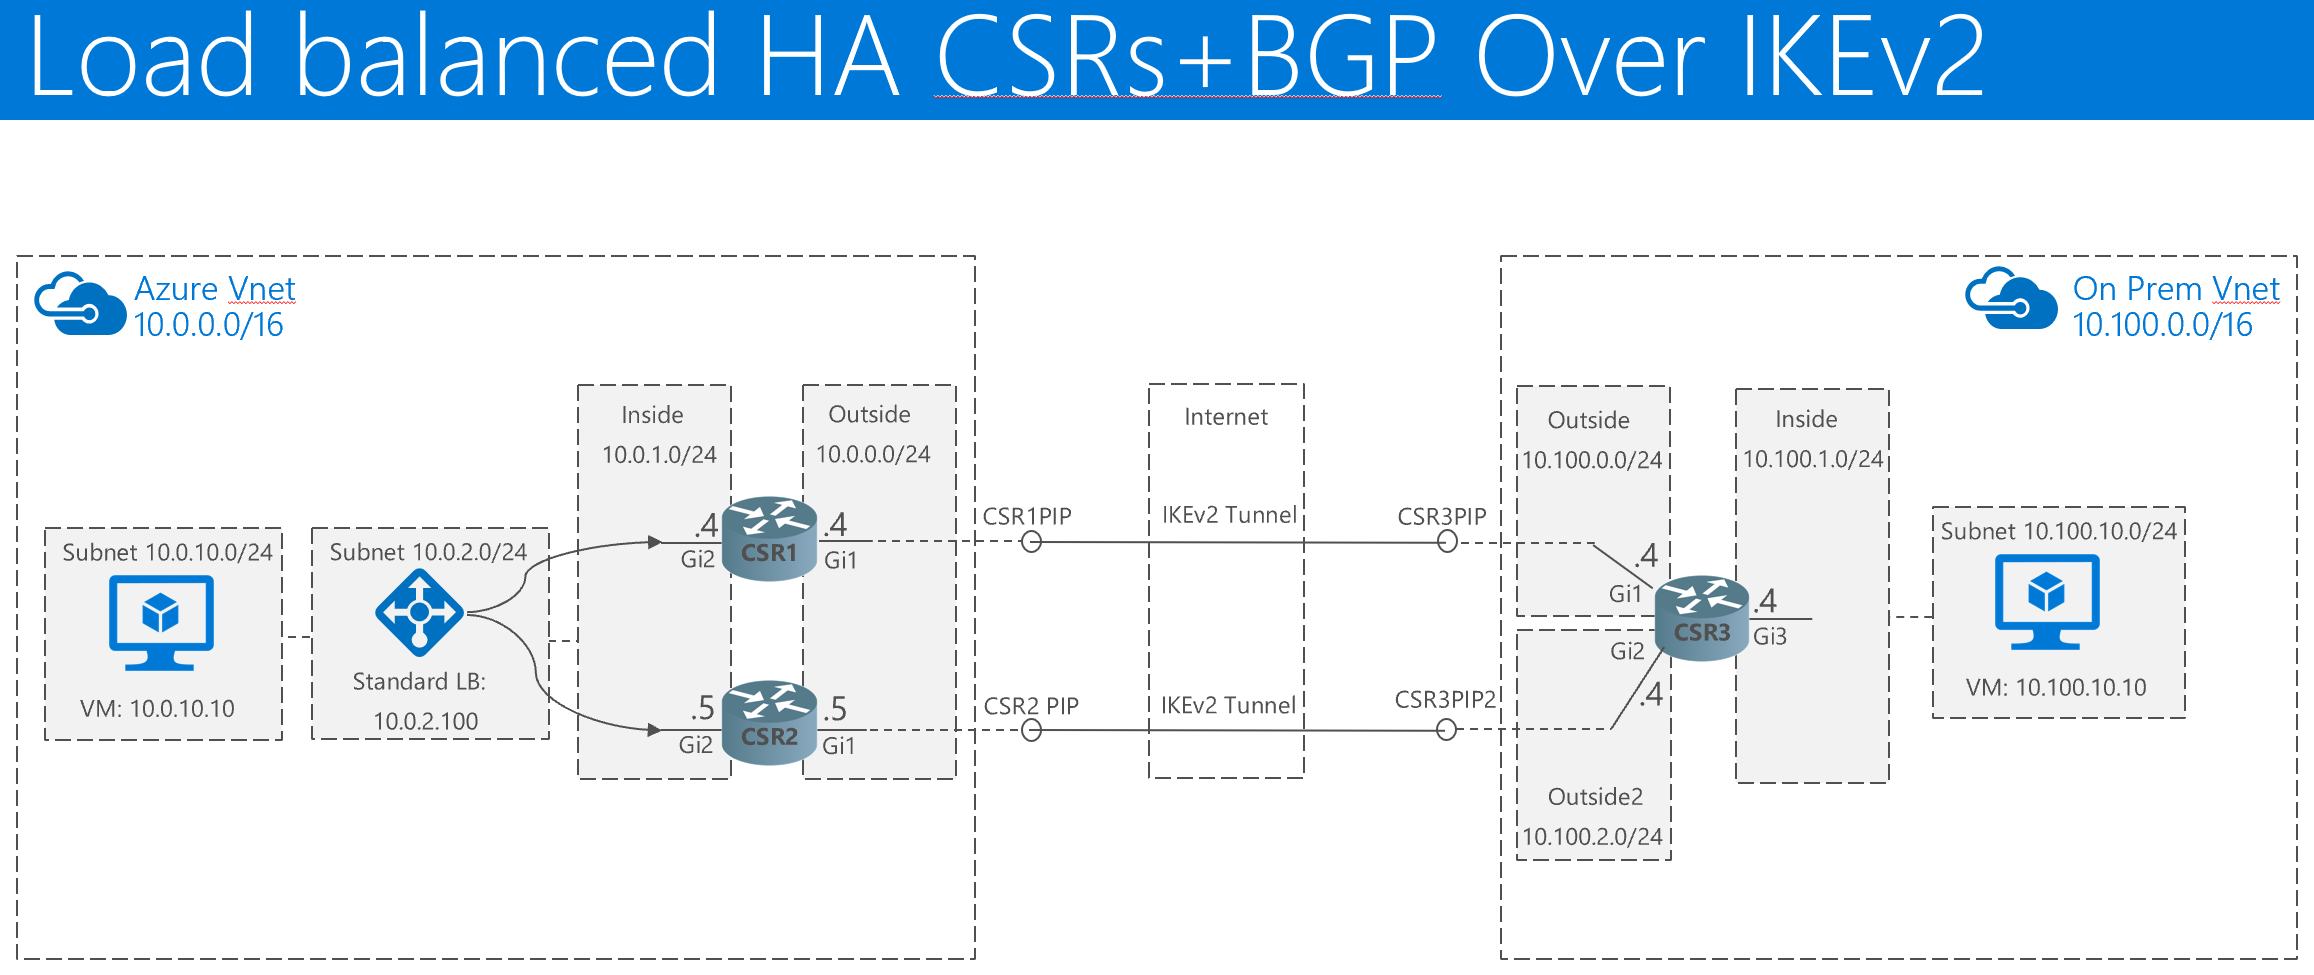 Load balanced HA CSRs+BGP Over IKEv2
Azure Vnet
10.0.0.0/16
Subnet 10.0.10.0/24
VM: 10.0.10.10
Subnet 10.0.2.0/24
Standard LB:
10.0.2.100
Inside
10.0.1.0/24
Outside
10.0.0.0/24
.4
Gi2
CSR1
.4
Gi1
.5
Gi2
CSR2
.5
Gi1
CSR1PIP
CSR2 PIP
Internet
IKEv2 Tunnel
IKEv2 Tunnel
CSR3PIP
CSR3PIP2
On Prem Vnet
10.100.0.0/16
Outside
10.100.0.0/24
.4
Gi1
Gi2
.4
Outside2
10.100.2.0/24
CSR3
Inside
10.100.1.0/24
.4
Gi3
Subnet 10.100.10.0/24
VM: 10.100.10.10